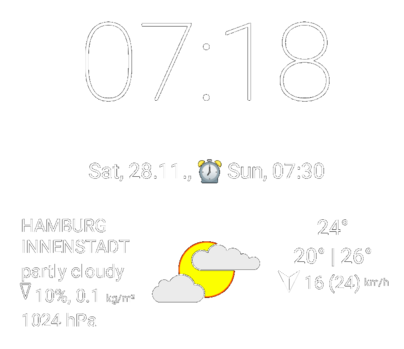 07:18
Sat, 28.11., Sun, 07:30
HAMBURG
INNENSTADT
partly cloudy
10%, 0.1 kg/m²
1024 hPa
24°
20° | 26°
16 (24) km/h